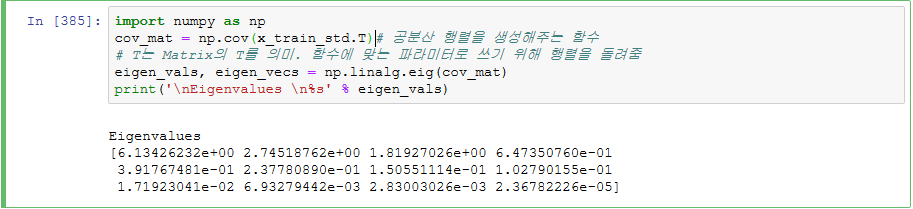 In [385]: import numpy as np
cov_mat = np.cov(x_train_std.T)# 공분산 행렬을 생성해주는 함수
# T는 Matrix의 T를 의미. 함수에 맞는 파라미터로 쓰기 위해 행렬을 돌려줌
eigen_vals, eigen_vecs = np.linalg.eig(cov_mat)
print('\nEigenvalues \n%s' % eigen_vals)
Eigenvalues
[6.13426232e+00 2.74518762e+00 1.81927026e+00 6.47350760e-01
3.91767481e-01 2.37780890e-01 1.50551114e-01 1.02790155e-01
1.71923041e-02 6.93279442e-03 2.83003026e-03 2.36782226e-05]